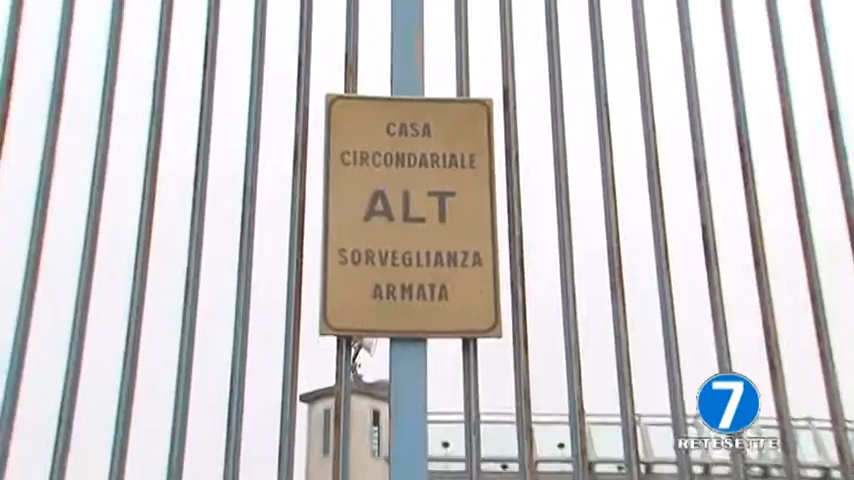 CASA
CIRCONDARIALE
ALT
SORVEGLIANZA
ARMATA
7
RETESETTE